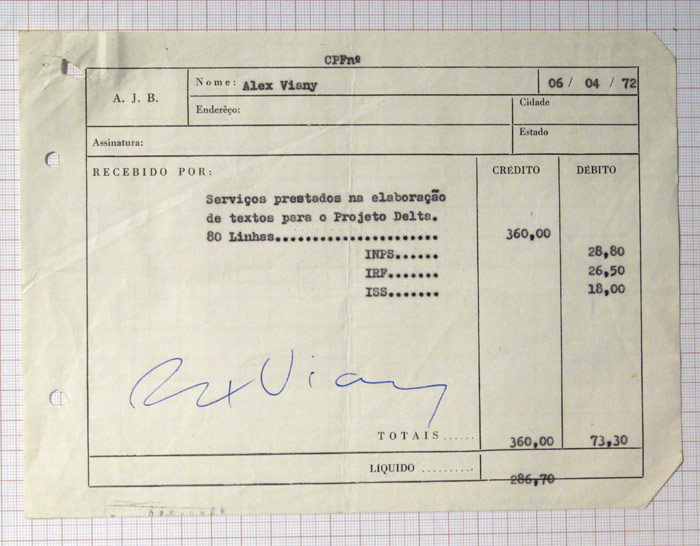 CPFnº
A. J. B.
Nome: Alex Viany 06 / 04 / 72
Enderêço: Cidade
Assinatura: Estado
RECEBIDO POR: CRÉDITO DÉBITO
Serviços prestados na elaboração
de textos para o Projeto Delta.
80 Linhas....................... 360,00
INPS...... 28,80
IRF....... 26,50
ISS....... 18,00
Alex Viany
TOTAIS ..... 360,00 73,30
LÍQUIDO ......... 286,70